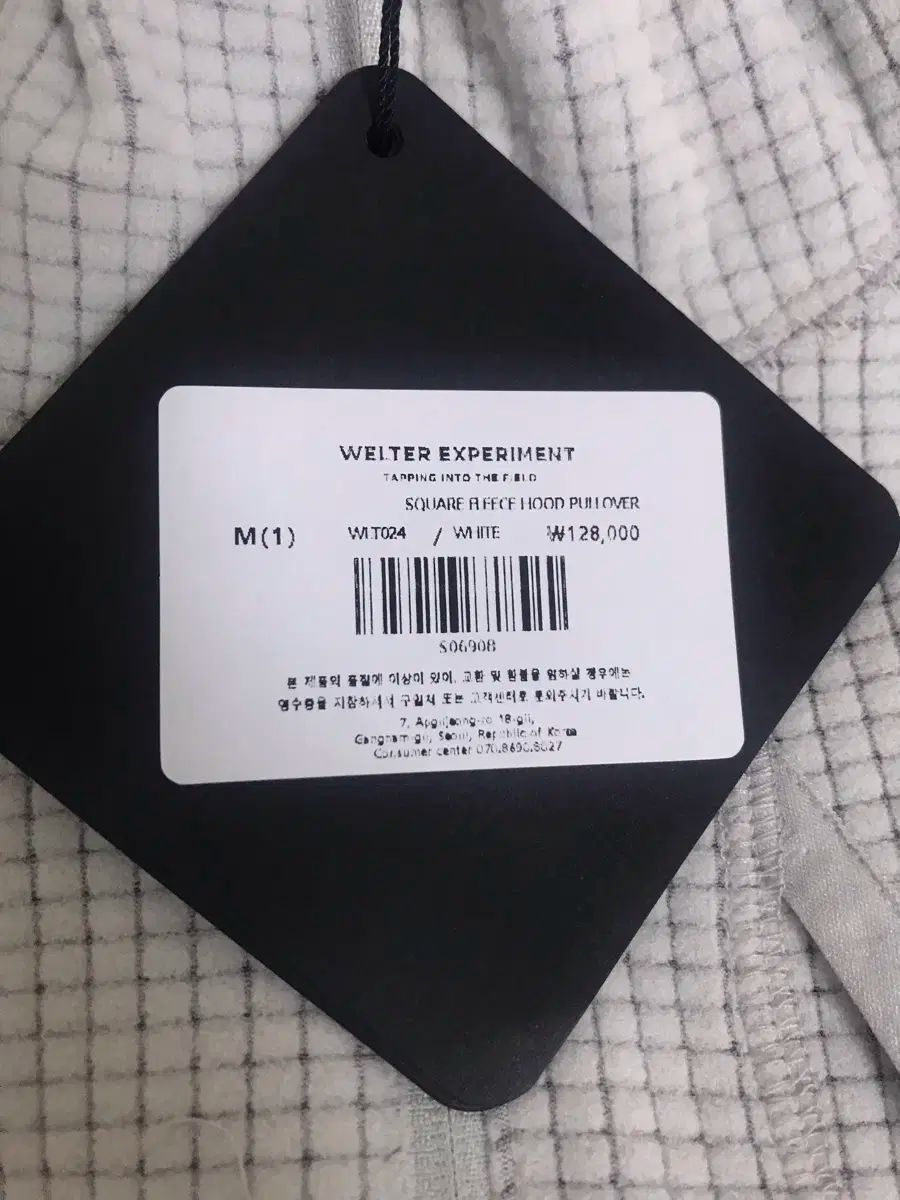 WELTER EXPERIMENT
TAPPING INTO THE FIELD
SQUARE FLEECE HOOD PULLOVER
M(1) WLT024 / WHITE ₩128,000
S06908
본 제품의 품질에 이상이 있어, 교환 및 환불을 원하실 경우에는
영수증을 지참하셔서 구입처 또는 고객센터로 문의주시기 바랍니다.
7, Apgujeong-ro 18-gil,
Gangnam-gu, Seoul, Republic of Korea
Consumer center